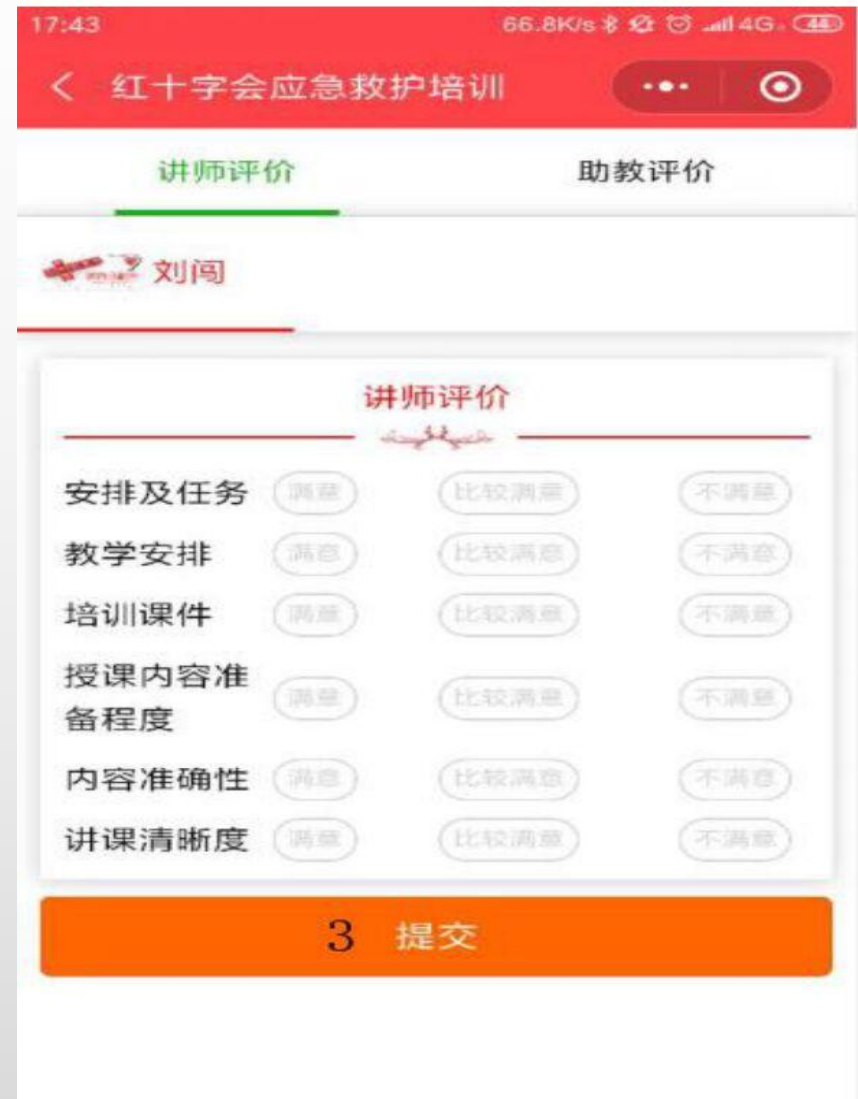 17:43 66.8K/s 4G 44
红十字会应急救护培训
讲师评价 助教评价
刘闯
讲师评价
安排及任务 满意 比较满意 不满意
教学安排 满意 比较满意 不满意
培训课件 满意 比较满意 不满意
授课内容准
备程度 满意 比较满意 不满意
内容准确性 满意 比较满意 不满意
讲课清晰度 满意 比较满意 不满意
3 提交